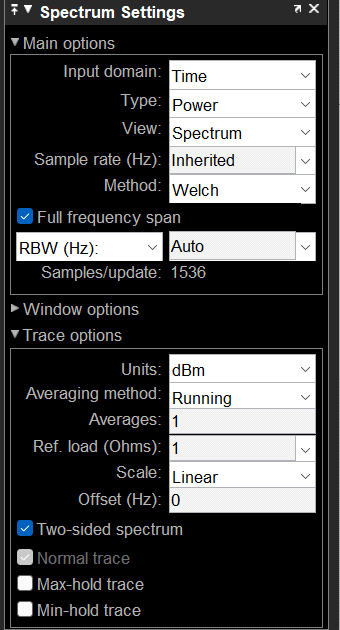 Spectrum Settings
Main options
Input domain: Time
Type: Power
View: Spectrum
Sample rate (Hz): Inherited
Method: Welch
Full frequency span
RBW (Hz): Auto
Samples/update: 1536
Window options
Trace options
Units: dBm
Averaging method: Running
Averages: 1
Ref. load (Ohms): 1
Scale: Linear
Offset (Hz): 0
Two-sided spectrum
Normal trace
Max-hold trace
Min-hold trace